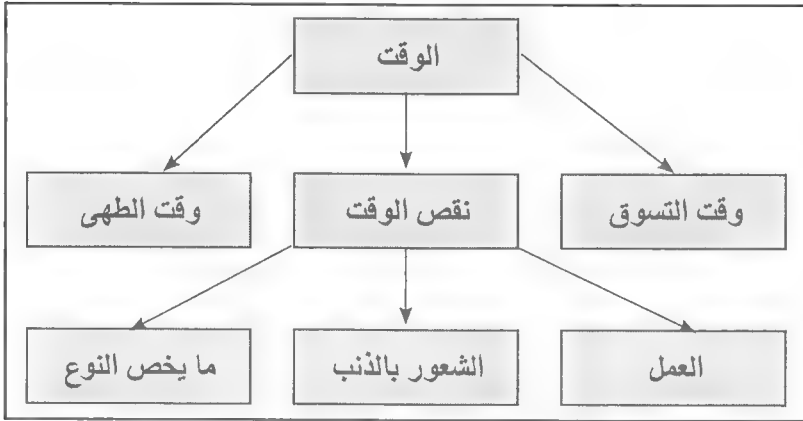 الوقت
وقت التسوق
نقص الوقت
وقت الطهى
العمل
الشعور بالذنب
ما يخص النوع